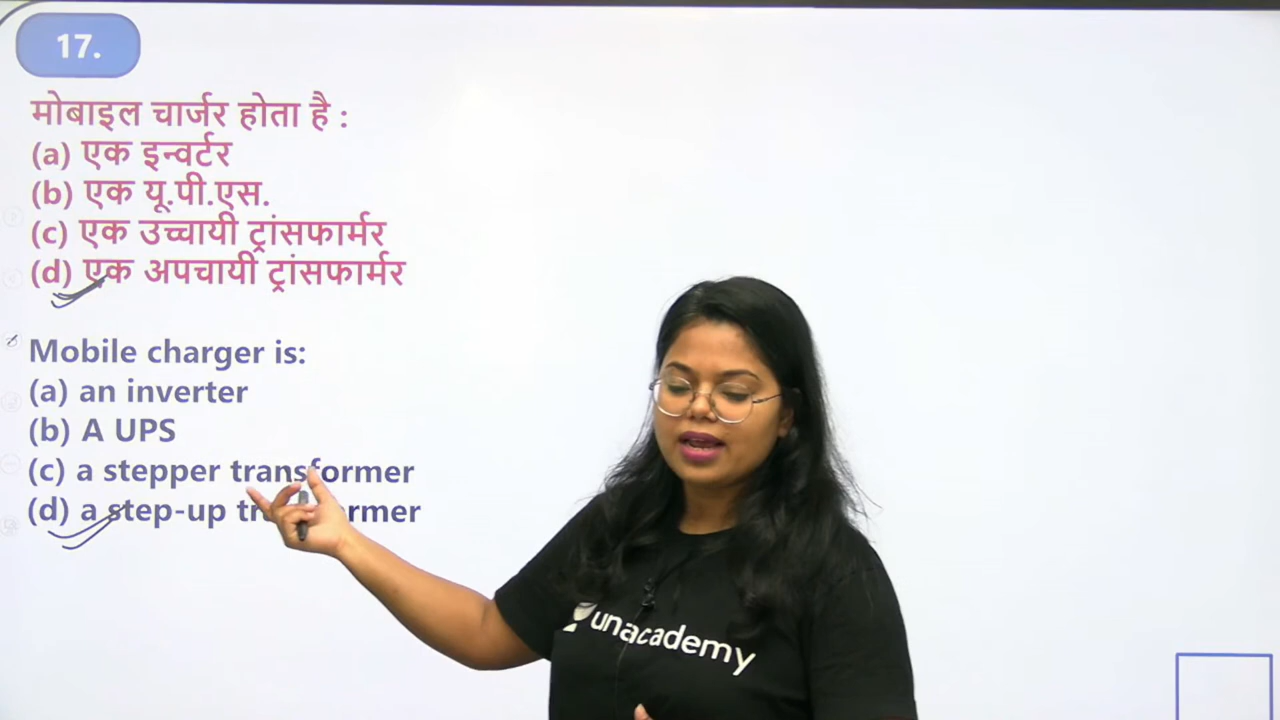 17.
मोबाइल चार्जर होता है :
(a) एक इन्वर्टर
(b) एक यू.पी.एस.
(c) एक उच्चायी ट्रांसफार्मर
(d) एक अपचायी ट्रांसफार्मर
Mobile charger is:
(a) an inverter
(b) A UPS
(c) a stepper transformer
(d) a step-up
unacademy